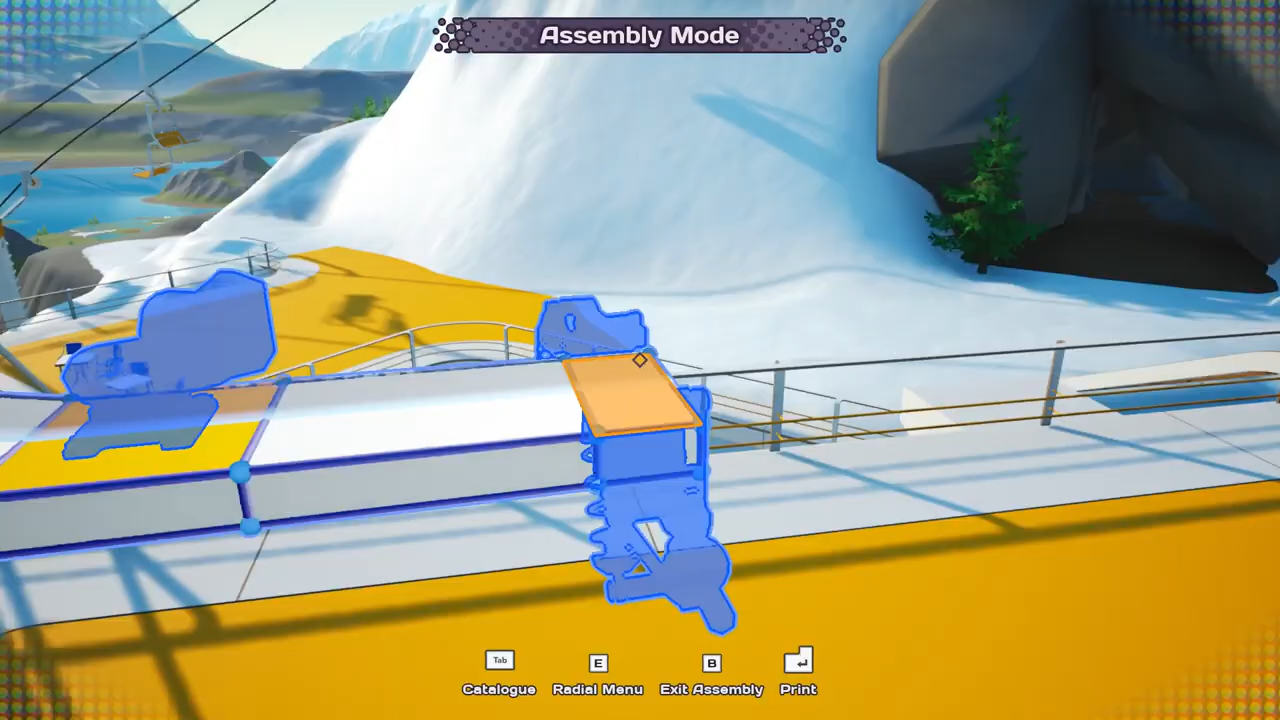 Assembly Mode
Tab
E
B
Catalogue
Radial Menu
Exit Assembly
Print